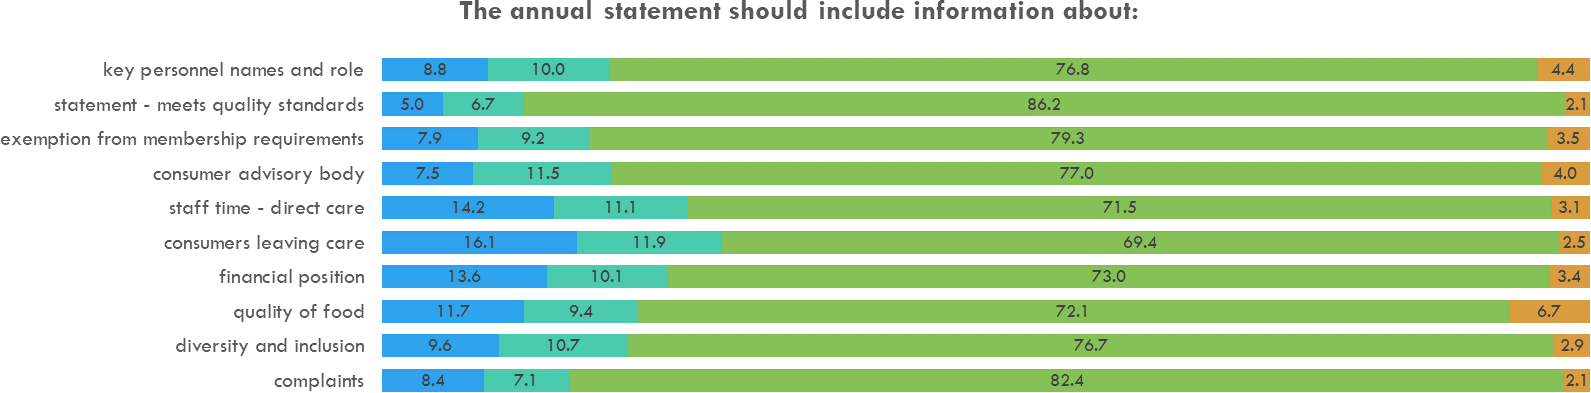 The annual statement should include information about:
key personnel names and role 8.8 10.0 76.8 4.4
statement - meets quality standards 5.0 6.7 86.2 2.1
exemption from membership requirements 7.9 9.2 79.3 3.5
consumer advisory body 7.5 11.5 77.0 4.0
staff time - direct care 14.2 11.1 71.5 3.1
consumers leaving care 16.1 11.9 69.4 2.5
financial position 13.6 10.1 73.0 3.4
quality of food 11.7 9.4 72.1 6.7
diversity and inclusion 9.6 10.7 76.7 2.9
complaints 8.4 7.1 82.4 2.1